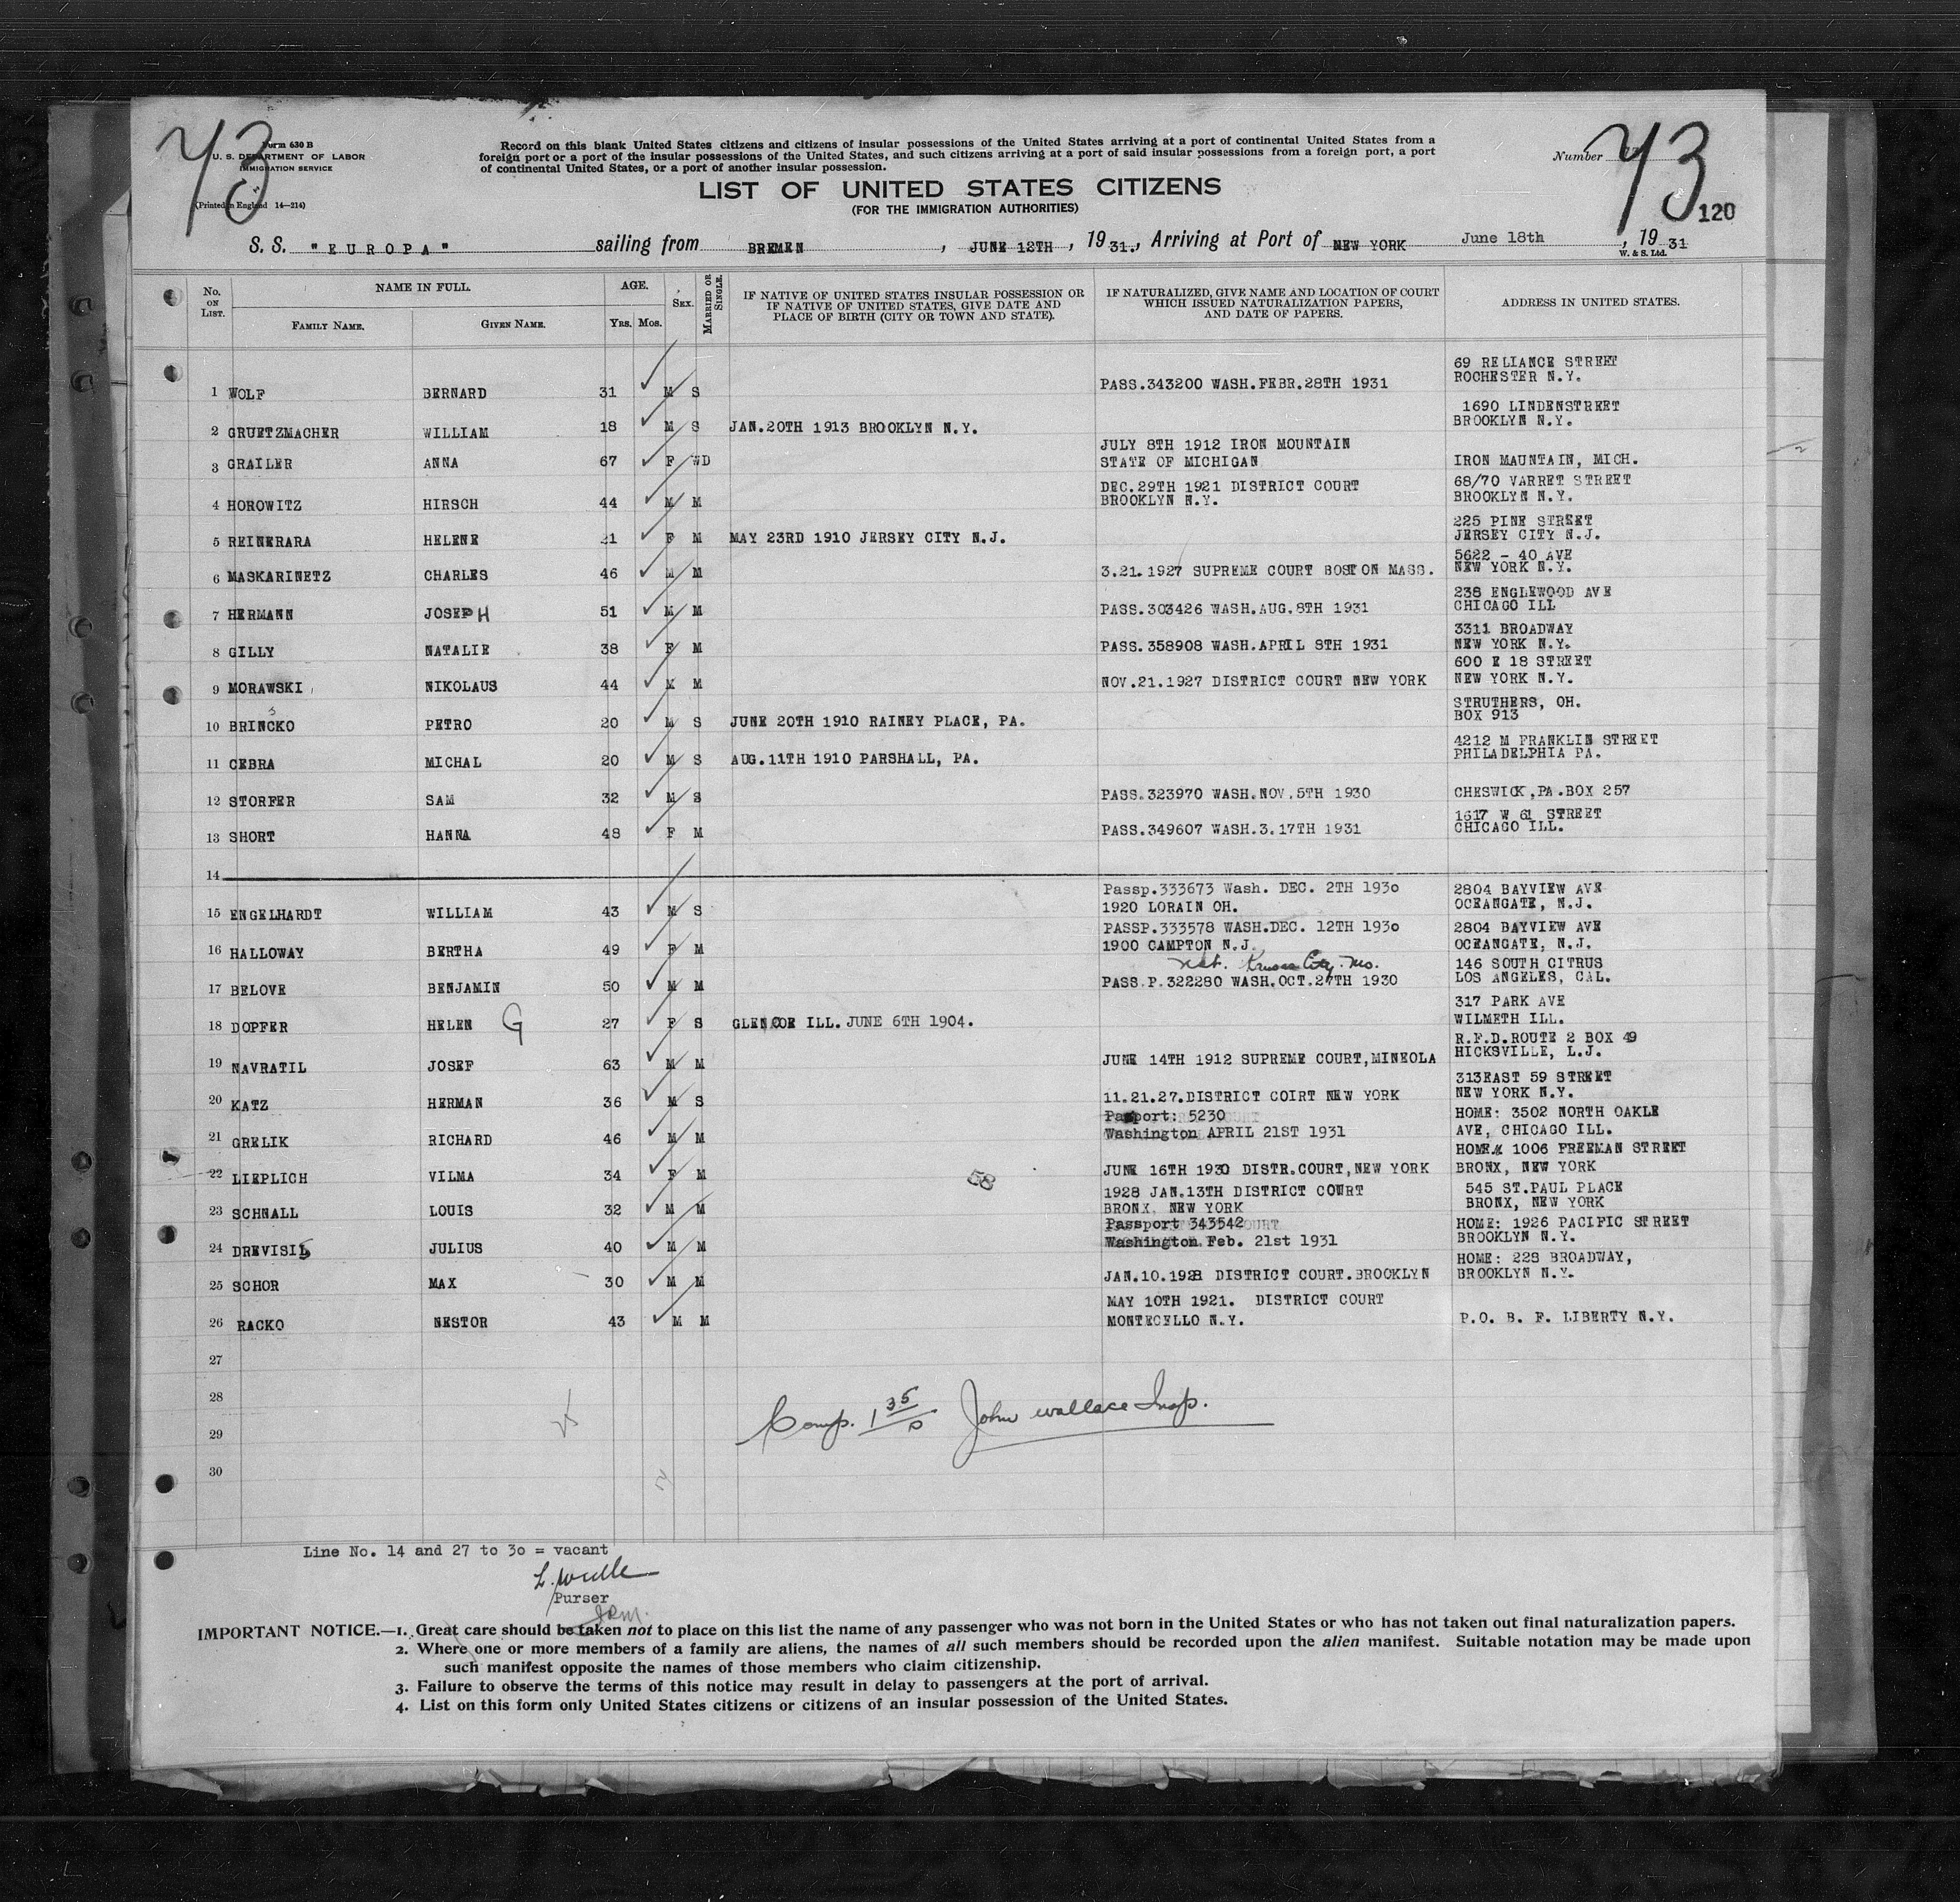 43
43
Form 630 B
U. S. DEPARTMENT OF LABOR
IMMIGRATION SERVICE
(Printed in England 14—214)
Record on this blank United States citizens and citizens of insular possessions of the United States arriving at a port of continental United States from a
foreign port or a port of the insular possessions of the United States, and such citizens arriving at a port of said insular possessions from a foreign port, a port
of continental United States, or a port of another insular possession.
Number
LIST OF UNITED STATES CITIZENS
(FOR THE IMMIGRATION AUTHORITIES)
120
S. S. "EUROPA" sailing from BREMEN, JUNE 12TH, 1931., Arriving at Port of NEW YORK June 18th, 1931
W. & S. Ltd.
No. ON LIST. NAME IN FULL. AGE. SEX. MARRIED OR SINGLE. IF NATIVE OF UNITED STATES INSULAR POSSESSION OR IF NATIVE OF UNITED STATES, GIVE DATE AND PLACE OF BIRTH (CITY OR TOWN AND STATE). IF NATURALIZED, GIVE NAME AND LOCATION OF COURT WHICH ISSUED NATURALIZATION PAPERS, AND DATE OF PAPERS. ADDRESS IN UNITED STATES.
FAMILY NAME. GIVEN NAME. YRS. MOS.
1 WOLF BERNARD 31 M S PASS.343200 WASH.FEBR.28TH 1931 69 RELIANCE STREET ROCHESTER N.Y.
2 GRUETZMACHER WILLIAM 18 M S JAN.20TH 1913 BROOKLYN N.Y. 1690 LINDENSTREET BROOKLYN N.Y.
3 GRAILER ANNA 67 F WD JULY 8TH 1912 IRON MOUNTAIN STATE OF MICHIGAN IRON MAUNTAIN, MICH.
4 HOROWITZ HIRSCH 44 M M DEC.29TH 1921 DISTRICT COURT BROOKLYN N.Y. 68/70 VARRET STREET BROOKLYN N.Y.
5 REINERARA HELENE 21 F M MAY 23RD 1910 JERSEY CITY N.J. 225 PINE STREET JERSEY CITY N.J.
6 MASKARINETZ CHARLES 46 M M 3.21.1927 SUPREME COURT BOSTON MASS. 5622 - 40 AVE NEW YORK N.Y.
7 HERMANN JOSEPH 51 M M PASS.303426 WASH.AUG.8TH 1931 238 ENGLEWOOD AVE CHICAGO ILL
8 GILLY NATALIE 38 F M PASS.358908 WASH.APRIL 8TH 1931 3311 BROADWAY NEW YORK N.Y.
9 MORAWSKI NIKOLAUS 44 M M NOV.21.1927 DISTRICT COURT NEW YORK 600 E 18 STREET NEW YORK N.Y.
10 BRINCKO PETRO 20 M S JUNE 20TH 1910 RAINEY PLACE, PA. STRUTHERS, OH. BOX 913
11 CEBRA MICHAL 20 M S AUG.11TH 1910 PARSHALL, PA. 4212 M FRANKLIN STREET PHILADELPHIA PA.
12 STORFER SAM 32 M S PASS.323970 WASH.NOV.5TH 1930 CHESWICK,PA.BOX 257
13 SHORT HANNA 48 F M PASS.349607 WASH.3.17TH 1931 1617 W 61 STREET CHICAGO ILL.
14
15 ENGELHARDT WILLIAM 43 M S Passp.333673 Wash. DEC. 2TH 1930 1920 LORAIN OH. 2804 BAYVIEW AVE OCEANGATE, N.J.
16 HALLOWAY BERTHA 49 F M PASSP.333578 WASH.DEC. 12TH 1930 1900 CAMPTON N.J. 2804 BAYVIEW AVE OCEANGATE, N.J.
17 BELOVE BENJAMIN 50 M M Kansas City. Mo. PASS.P.322280 WASH.OCT.27TH 1930 146 SOUTH CITRUS LOS ANGELES, CAL.
18 DOPFER HELEN G 27 F S GLENCOE ILL. JUNE 6TH 1904. 317 PARK AVE WILMETH ILL.
19 NAVRATIL JOSEF 63 M M JUNE 14TH 1912 SUPREME COURT,MINEOLA R.F.D.ROUTE 2 BOX 49 HICKSVILLE, L.J.
20 KATZ HERMAN 36 M S 11.21.27.DISTRICT COIRT NEW YORK 313EAST 59 STREET NEW YORK N.Y.
21 GRELIK RICHARD 46 M M Passport: 5230 Washington APRIL 21ST 1931 HOME: 3502 NORTH OAKLE AVE, CHICAGO ILL.
22 LIEPLICH VILMA 34 F M 58 JUNE 16TH 1930 DISTR.COURT,NEW YORK HOME: 1006 FREEMAN STREET BRONX, NEW YORK
23 SCHNALL LOUIS 32 M M 1928 JAN.13TH DISTRICT COURT BRONX, NEW YORK 545 ST.PAUL PLACE BRONX, NEW YORK
24 DREVISIS JULIUS 40 M M Passport 343542 Washington Feb. 21st 1931 HOME: 1926 PACIFIC STREET BROOKLYN N.Y.
25 SCHOR MAX 30 M M JAN.10.1928 DISTRICT COURT.BROOKLYN HOME: 228 BROADWAY, BROOKLYN N.Y.
26 RACKO NESTOR 43 M M MAY 10TH 1921. DISTRICT COURT MONTECELLO N.Y. P.O. B. F. LIBERTY N.Y.
27
28
29
30
25
Comp. 1 35 John Wallace Insp.
Line No. 14 and 27 to 30 = vacant
Purser
IMPORTANT NOTICE.—1. Great care should be taken not to place on this list the name of any passenger who was not born in the United States or who has not taken out final naturalization papers.
2. Where one or more members of a family are aliens, the names of all such members should be recorded upon the alien manifest. Suitable notation may be made upon
such manifest opposite the names of those members who claim citizenship.
3. Failure to observe the terms of this notice may result in delay to passengers at the port of arrival.
4. List on this form only United States citizens or citizens of an insular possession of the United States.